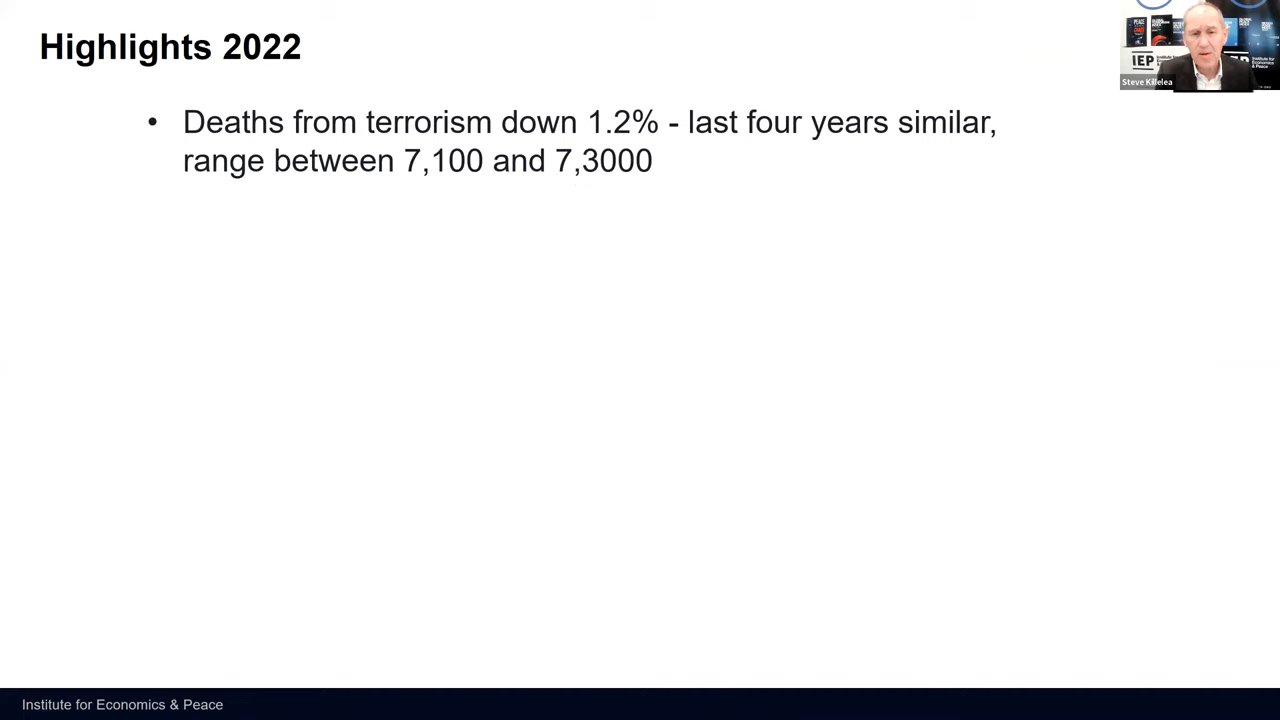 Highlights 2022
• Deaths from terrorism down 1.2% - last four years similar,
range between 7,100 and 7,3000
Steve Killelea
IEP
Institute for Economics & Peace